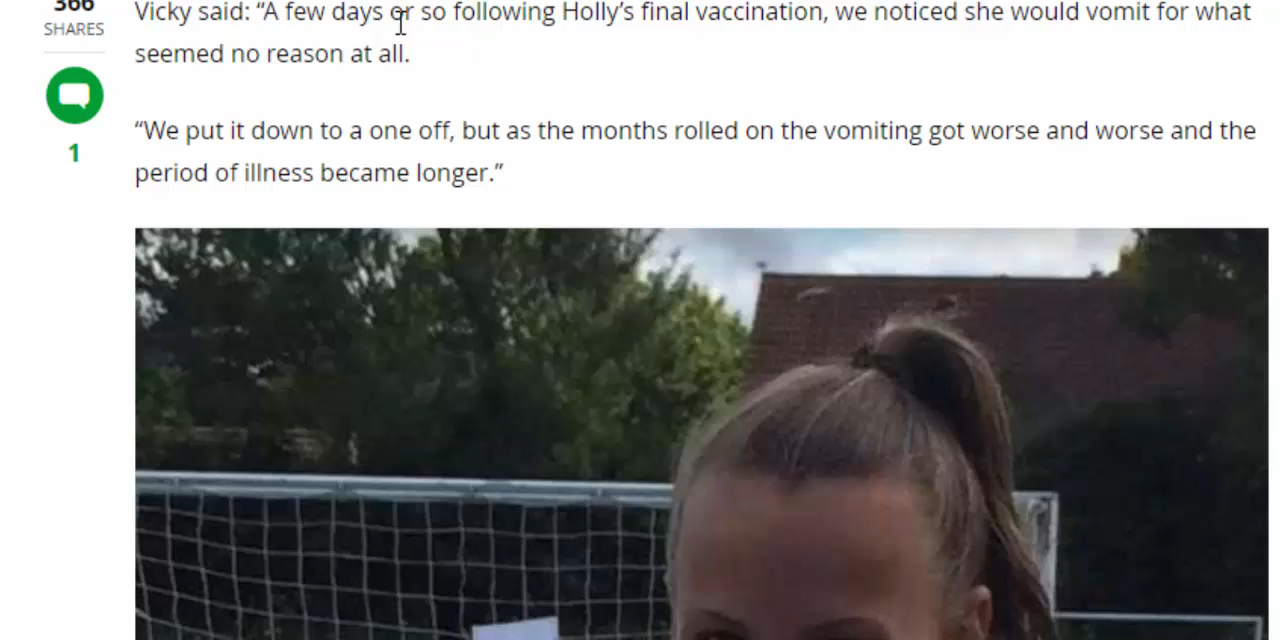 366
SHARES
1
Vicky said: “A few days or so following Holly’s final vaccination, we noticed she would vomit for what
seemed no reason at all.
“We put it down to a one off, but as the months rolled on the vomiting got worse and worse and the
period of illness became longer.”